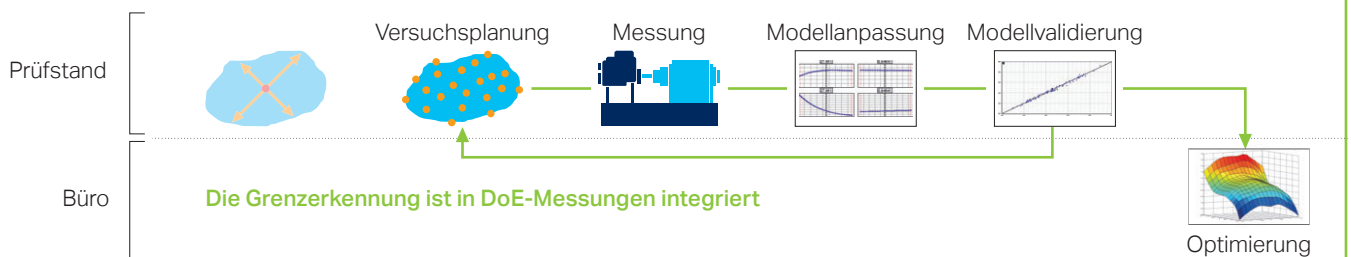 Versuchsplanung
Messung
Modellanpassung
Modellvalidierung
Prüfstand
Büro
Die Grenzerkennung ist in DoE-Messungen integriert
Optimierung